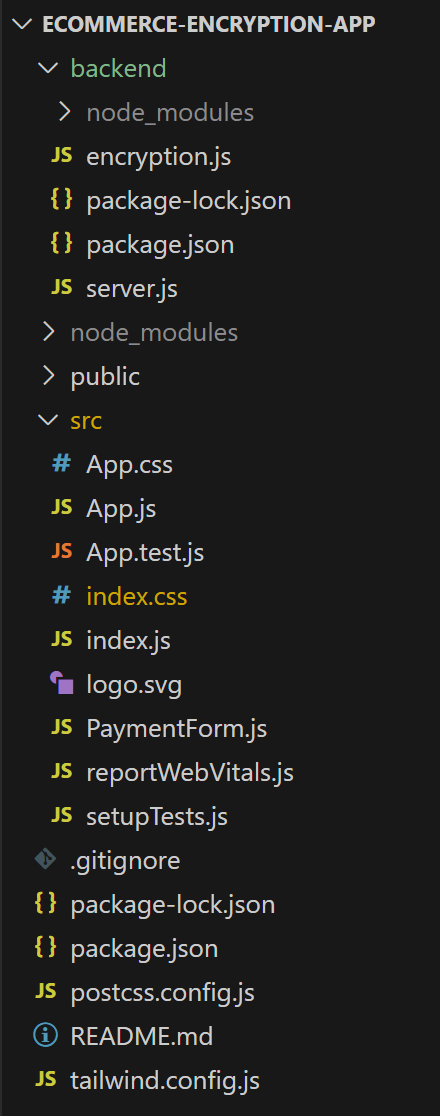 ECOMMERCE-ENCRYPTION-APP
backend
node_modules
JS encryption.js
{} package-lock.json
{} package.json
JS server.js
node_modules
public
src
# App.css
JS App.js
JS App.test.js
# index.css
JS index.js
logo.svg
JS PaymentForm.js
JS reportWebVitals.js
JS setupTests.js
.gitignore
{} package-lock.json
{} package.json
JS postcss.config.js
README.md
JS tailwind.config.js